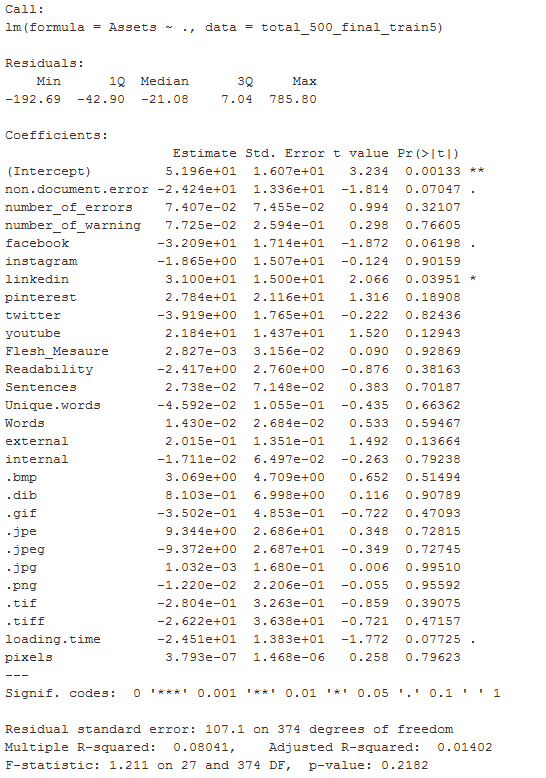 Call:
lm(formula = Assets ~ ., data = total_500_final_train5)
Residuals:
Min 1Q Median 3Q Max
-192.69 -42.90 -21.08 7.04 785.80
Coefficients:
Estimate Std. Error t value Pr(>|t|)
(Intercept) 5.196e+01 1.607e+01 3.234 0.00133 **
non.document.error -2.424e+01 1.336e+01 -1.814 0.07047 .
number_of_errors 7.407e-02 7.455e-02 0.994 0.32107
number_of_warning 7.725e-02 2.594e-01 0.298 0.76605
facebook -3.209e+01 1.714e+01 -1.872 0.06198 .
instagram -1.865e+00 1.507e+01 -0.124 0.90159
linkedin 3.100e+01 1.500e+01 2.066 0.03951 *
pinterest 2.784e+01 2.116e+01 1.316 0.18908
twitter -3.919e+00 1.765e+01 -0.222 0.82436
youtube 2.184e+01 1.437e+01 1.520 0.12943
Flesh_Mesaure 2.827e-03 3.156e-02 0.090 0.92869
Readability -2.417e+00 2.760e+00 -0.876 0.38163
Sentences 2.738e-02 7.148e-02 0.383 0.70187
Unique.words -4.592e-02 1.055e-01 -0.435 0.66362
Words 1.430e-02 2.684e-02 0.533 0.59467
external 2.015e-01 1.351e-01 1.492 0.13664
internal -1.711e-02 6.497e-02 -0.263 0.79238
.bmp 3.069e+00 4.709e+00 0.652 0.51494
.dib 8.103e-01 6.998e+00 0.116 0.90789
.gif -3.502e-01 4.853e-01 -0.722 0.47093
.jpe 9.344e+00 2.686e+01 0.348 0.72815
.jpeg -9.372e+00 2.687e+01 -0.349 0.72745
.jpg 1.032e-03 1.680e-01 0.006 0.99510
.png -1.220e-02 2.206e-01 -0.055 0.95592
.tif -2.804e-01 3.263e-01 -0.859 0.39075
.tiff -2.622e+01 3.638e+01 -0.721 0.47157
loading.time -2.451e+01 1.383e+01 -1.772 0.07725 .
pixels 3.793e-07 1.468e-06 0.258 0.79623
---
Signif. codes: 0 '***' 0.001 '**' 0.01 '*' 0.05 '.' 0.1 ' ' 1
Residual standard error: 107.1 on 374 degrees of freedom
Multiple R-squared: 0.08041, Adjusted R-squared: 0.01402
F-statistic: 1.211 on 27 and 374 DF, p-value: 0.2182